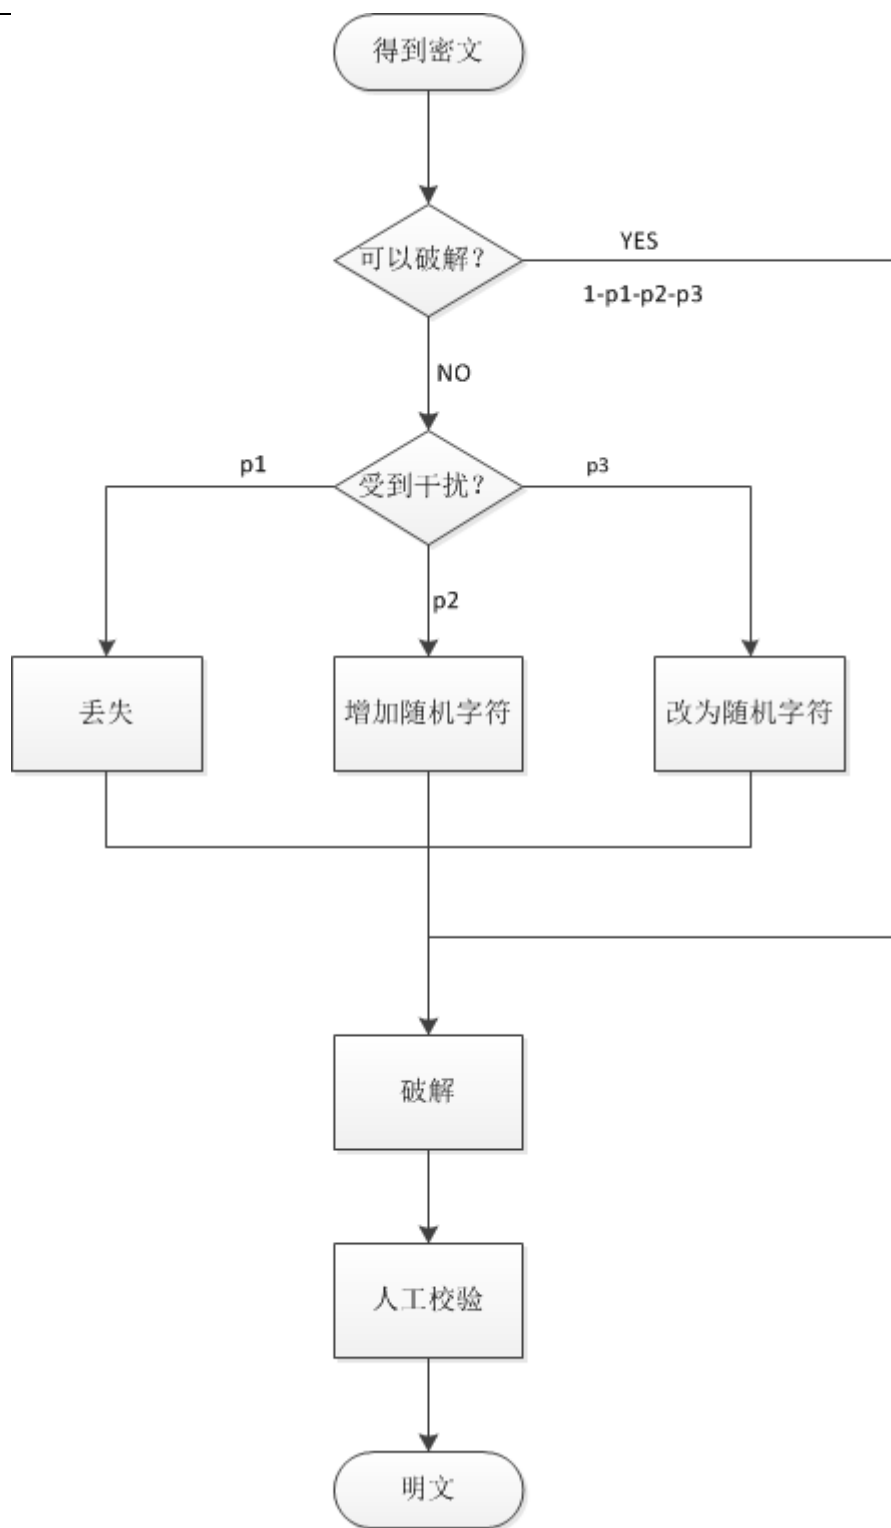 得到密文
可以破解？
YES
1-p1-p2-p3
NO
p1
受到干扰？
p3
p2
丢失
增加随机字符
改为随机字符
破解
人工校验
明文